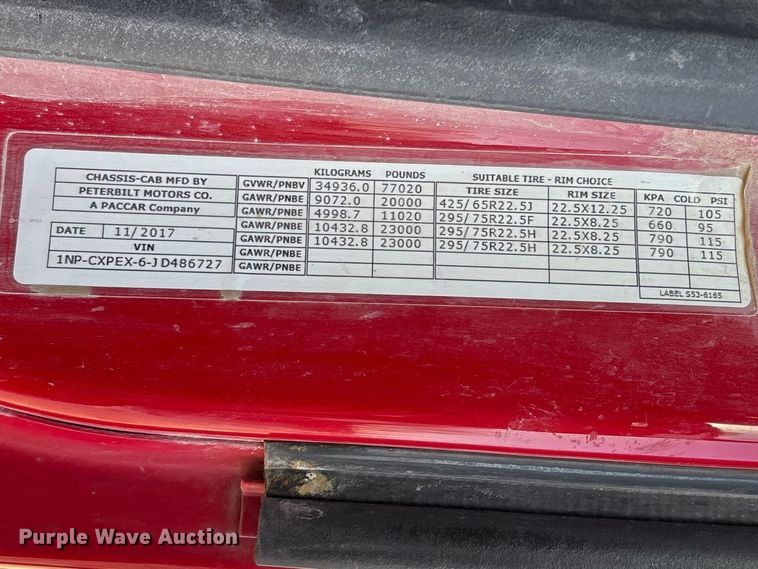 CHASSIS-CAB MFD BY
PETERBILT MOTORS CO.
A PACCAR Company
DATE 11/2017
VIN
1NP-CXPEX-6-JD486727
KILOGRAMS POUNDS SUITABLE TIRE - RIM CHOICE
TIRE SIZE RIM SIZE KPA COLD PSI
GVWR/PNBV 34936.0 77020
GAWR/PNBE 9072.0 20000 425/65R22.5J 22.5X12.25 720 105
GAWR/PNBE 4998.7 11020 295/75R22.5F 22.5X8.25 660 95
GAWR/PNBE 10432.8 23000 295/75R22.5H 22.5X8.25 790 115
GAWR/PNBE 10432.8 23000 295/75R22.5H 22.5X8.25 790 115
GAWR/PNBE
GAWR/PNBE
LABEL S53-6165
Purple Wave Auction